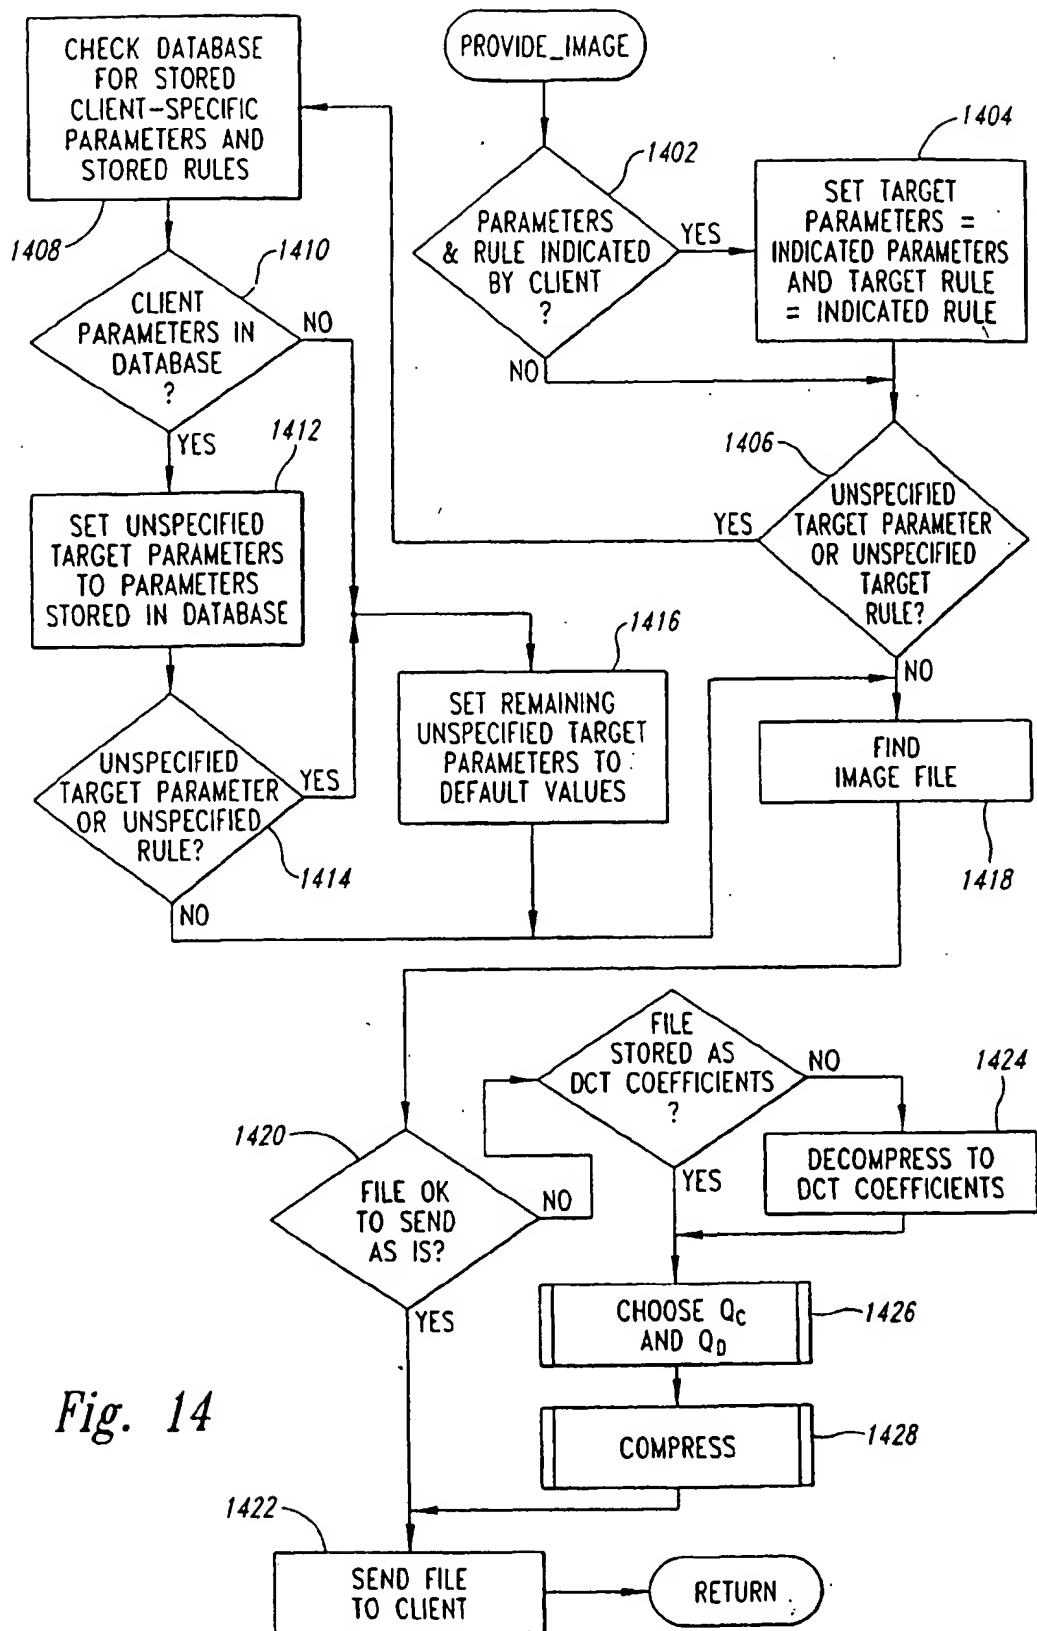 PROVIDE_IMAGE
1402
PARAMETERS
& RULE INDICATED
BY CLIENT
?
YES
NO
1404
SET TARGET
PARAMETERS =
INDICATED PARAMETERS
AND TARGET RULE
= INDICATED RULE
1406
UNSPECIFIED
TARGET PARAMETER
OR UNSPECIFIED
TARGET
RULE?
YES
NO
CHECK DATABASE
FOR STORED
CLIENT-SPECIFIC
PARAMETERS AND
STORED RULES
1408
1410
CLIENT
PARAMETERS IN
DATABASE
?
NO
YES
1412
SET UNSPECIFIED
TARGET PARAMETERS
TO PARAMETERS
STORED IN DATABASE
UNSPECIFIED
TARGET PARAMETER
OR UNSPECIFIED
RULE?
YES
1414
NO
1416
SET REMAINING
UNSPECIFIED TARGET
PARAMETERS TO
DEFAULT VALUES
FIND
IMAGE FILE
1418
1420
FILE OK
TO SEND
AS IS?
NO
YES
FILE
STORED AS
DCT COEFFICIENTS
?
NO
YES
1424
DECOMPRESS TO
DCT COEFFICIENTS
CHOOSE QC
AND QD
1426
COMPRESS
1428
1422
SEND FILE
TO CLIENT
RETURN
Fig. 14